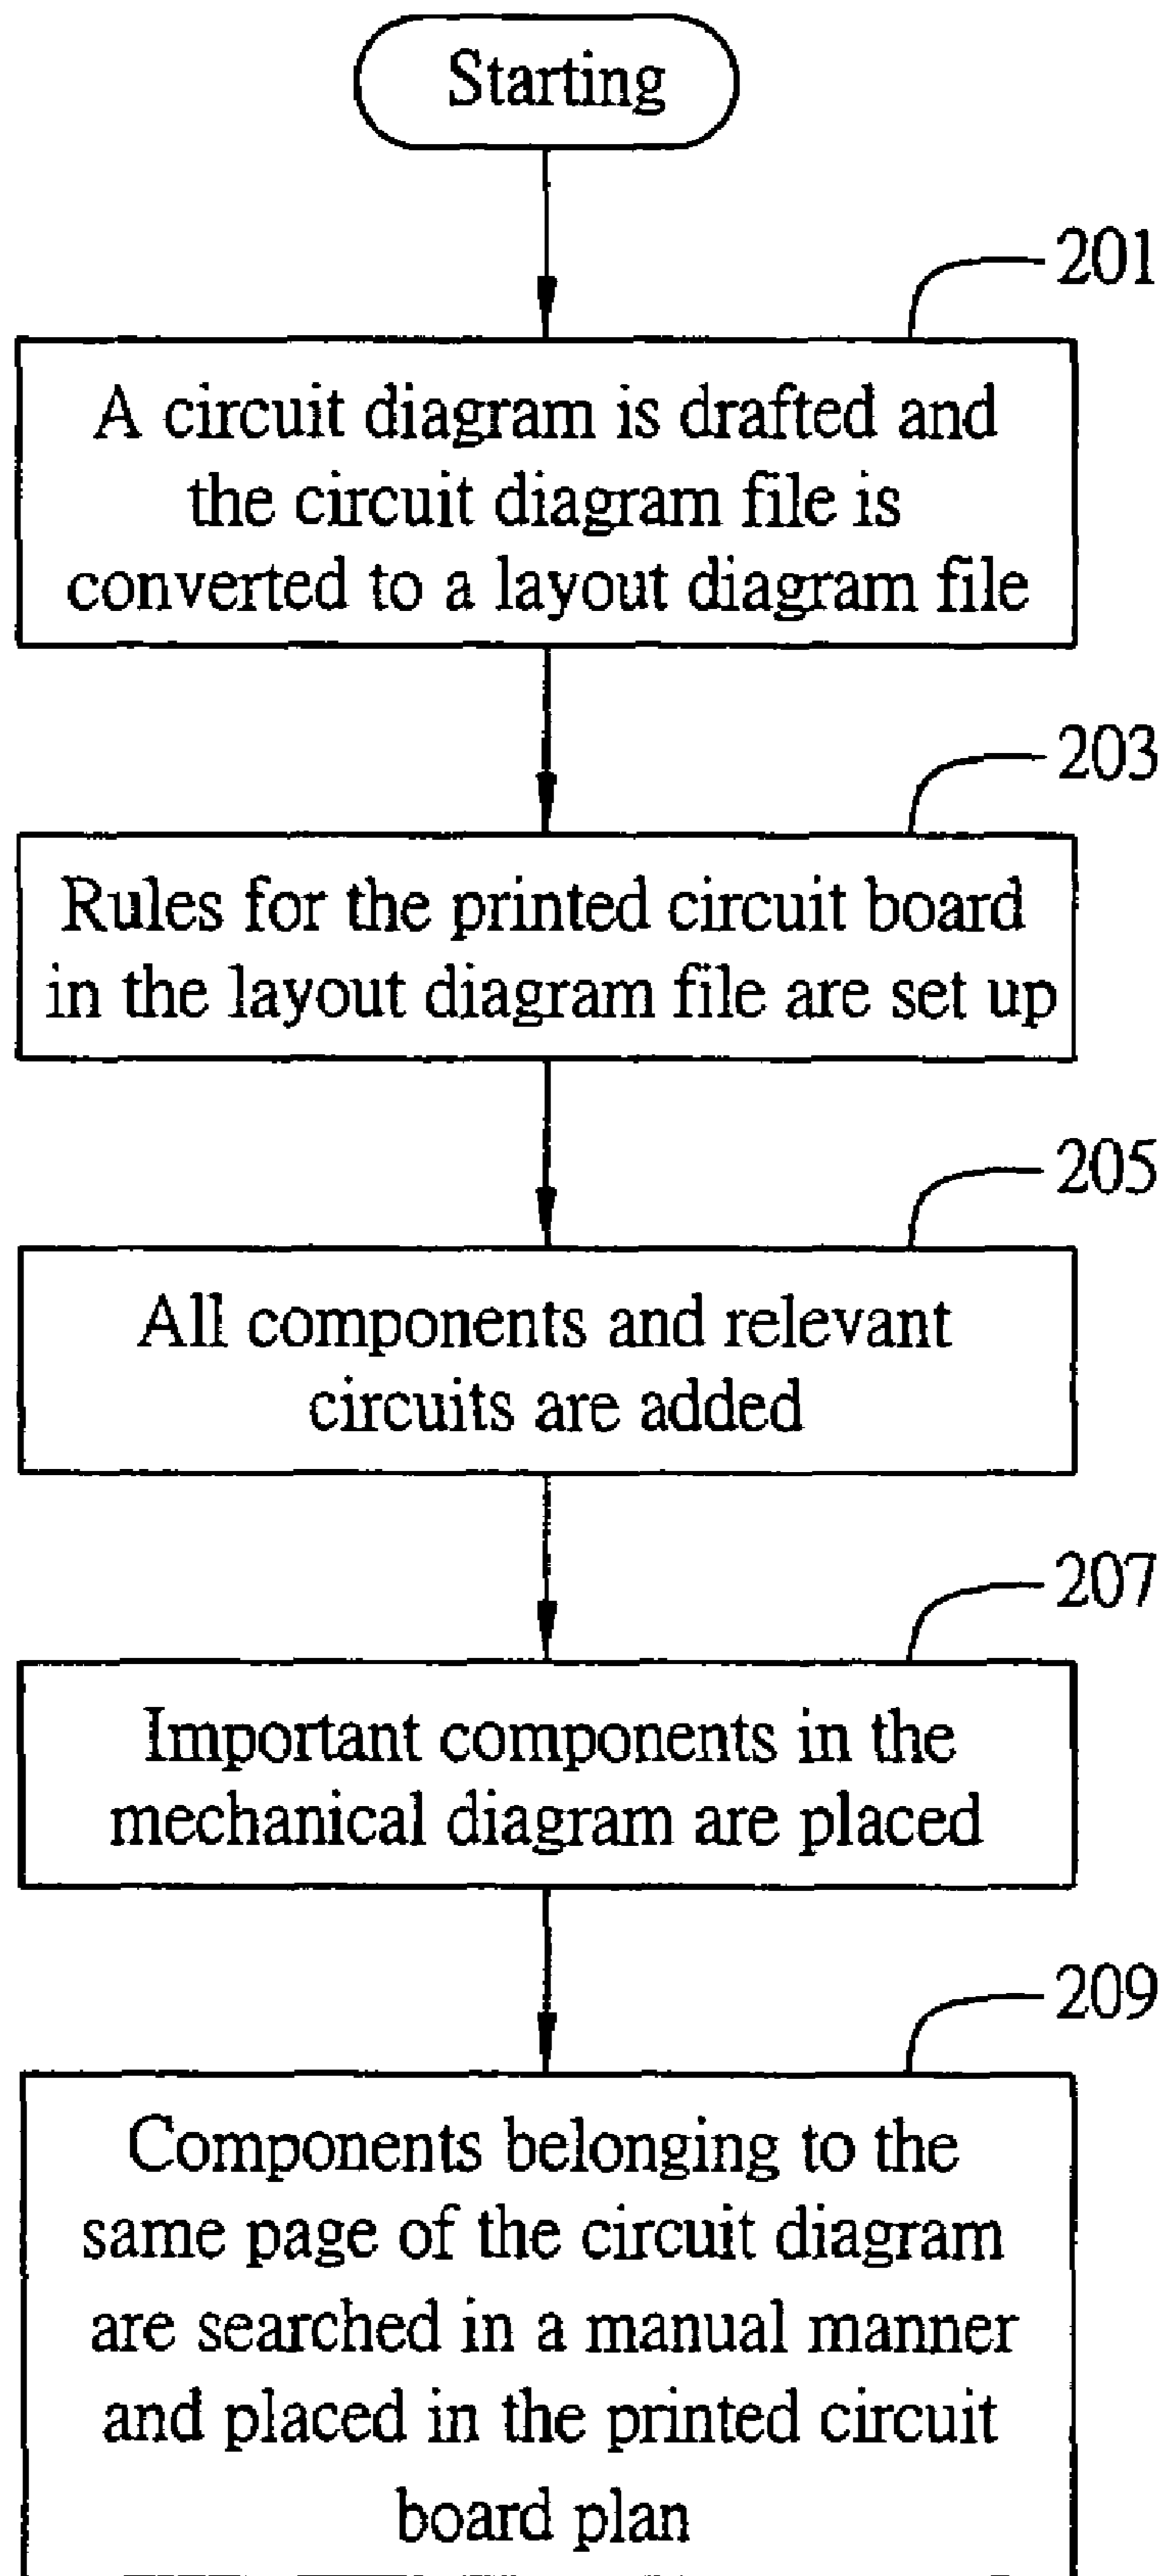 Starting
201
A circuit diagram is drafted and
the circuit diagram file is
converted to a layout diagram file
203
Rules for the printed circuit board
in the layout diagram file are set up
205
All components and relevant
circuits are added
207
Important components in the
mechanical diagram are placed
209
Components belonging to the
same page of the circuit diagram
are searched in a manual manner
and placed in the printed circuit
board plan